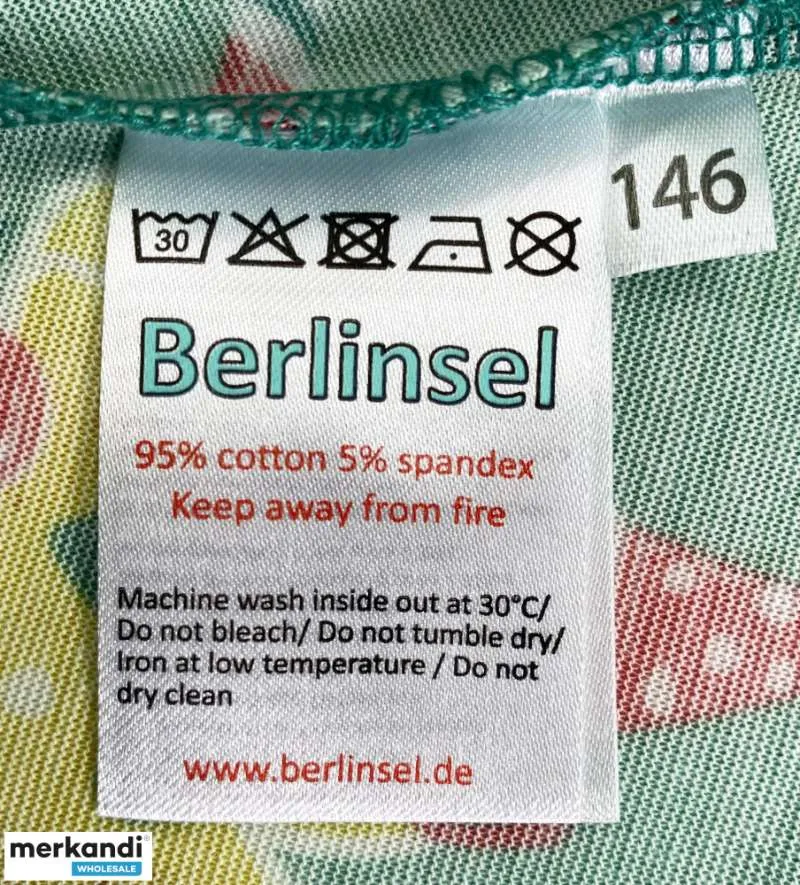 146
30
Berlinsel
95% cotton 5% spandex
Keep away from fire
Machine wash inside out at 30°C/
Do not bleach/ Do not tumble dry/
Iron at low temperature / Do not
dry clean
www.berlinsel.de
merkandi®
WHOLESALE